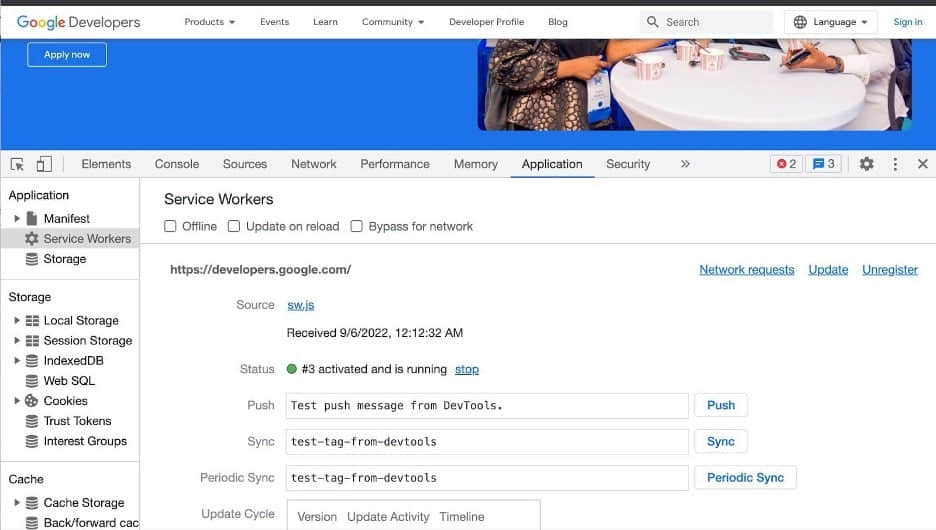 Google Developers Products Events Learn Community Developer Profile Blog Search Language Sign in
Apply now
Elements Console Sources Network Performance Memory Application Security » 2 3
Application
Manifest
Service Workers
Storage
Storage
Local Storage
Session Storage
IndexedDB
Web SQL
Cookies
Trust Tokens
Interest Groups
Cache
Cache Storage
Back/forward cac
Service Workers
Offline Update on reload Bypass for network
https://developers.google.com/ Network requests Update Unregister
Source sw.js
Received 9/6/2022, 12:12:32 AM
Status #3 activated and is running stop
Push Test push message from DevTools. Push
Sync test-tag-from-devtools Sync
Periodic Sync test-tag-from-devtools Periodic Sync
Update Cycle Version Update Activity Timeline